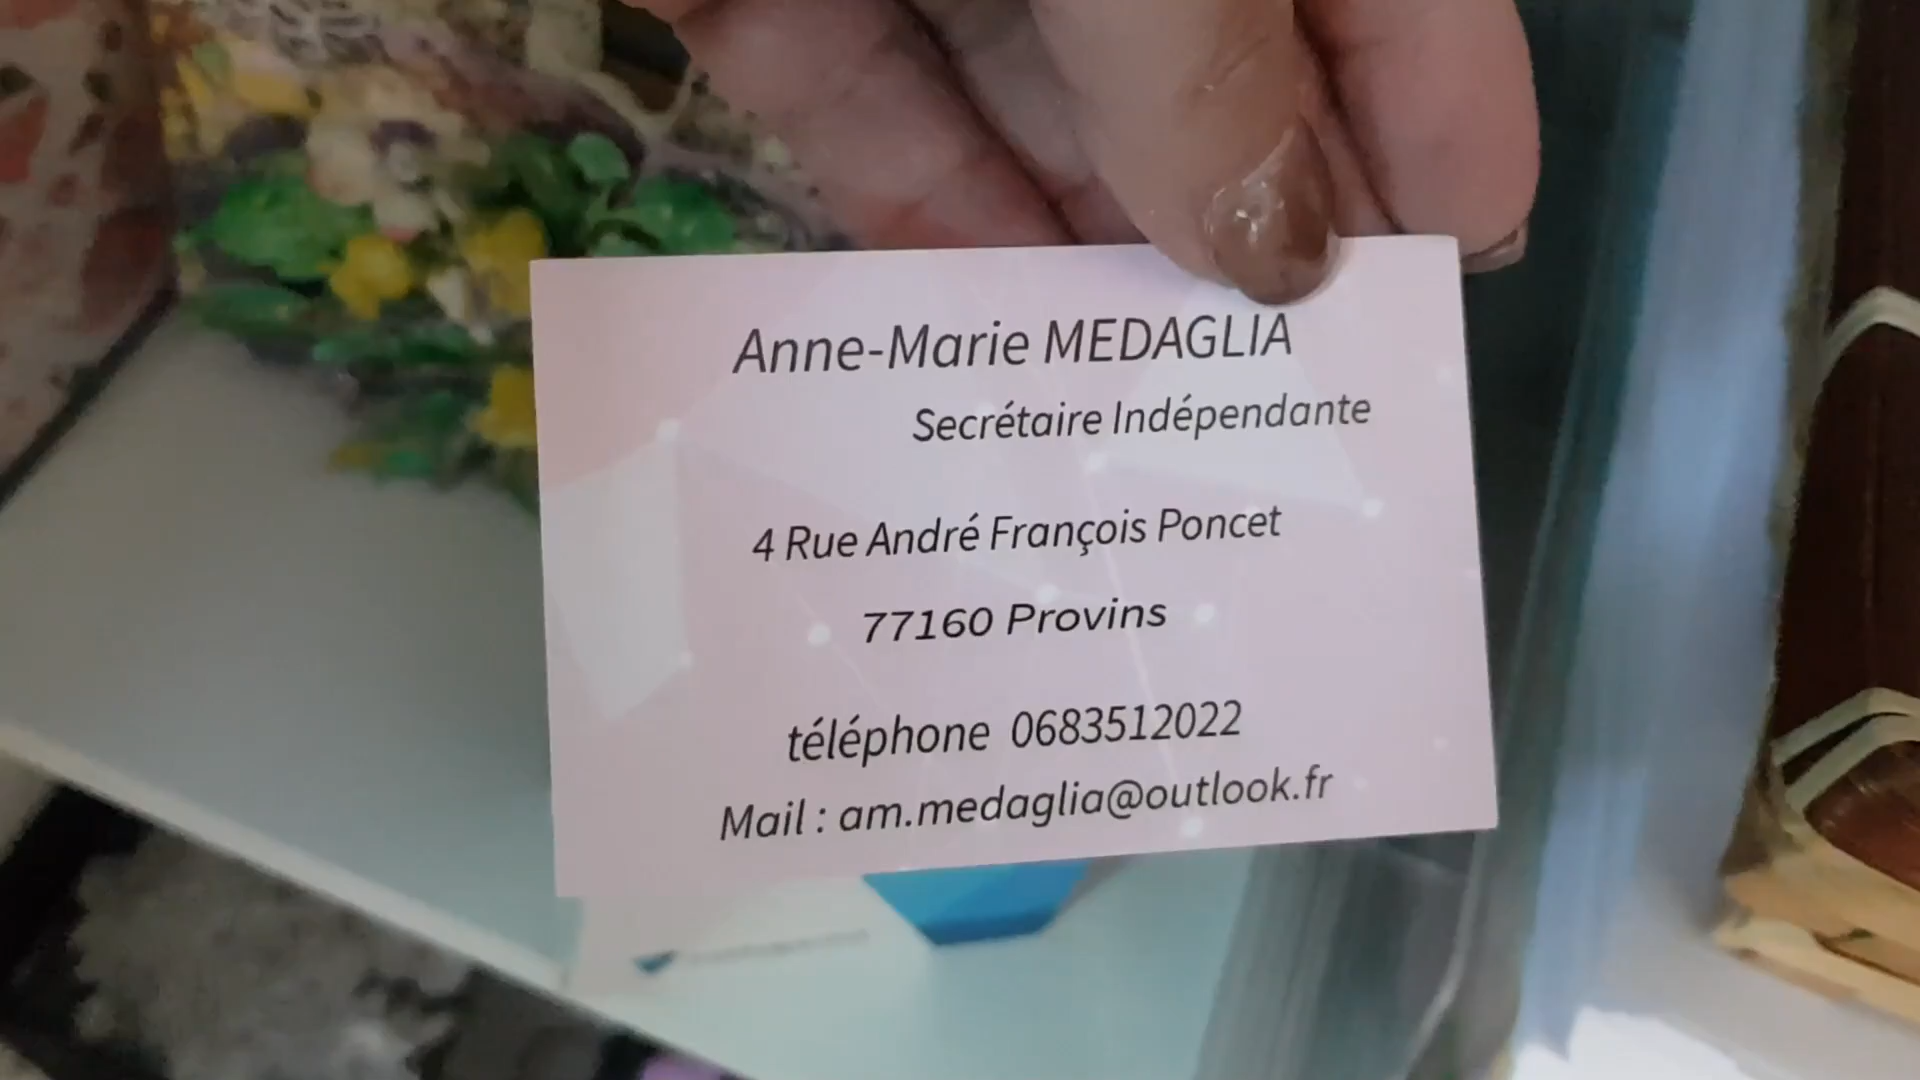 Anne-Marie MEDAGLIA
Secrétaire Indépendante
4 Rue André François Poncet
77160 Provins
téléphone 0683512022
Mail : am.medaglia@outlook.fr